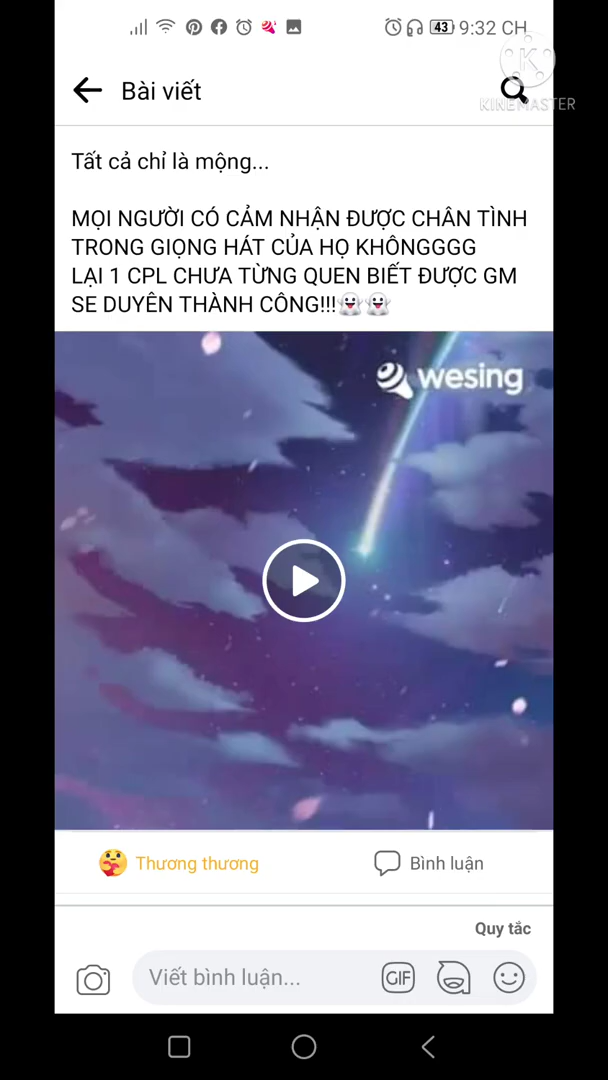 43 9:32 CH
K
KINEMASTER
Bài viết
Tất cả chỉ là mộng...
MỌI NGƯỜI CÓ CẢM NHẬN ĐƯỢC CHÂN TÌNH
TRONG GIỌNG HÁT CỦA HỌ KHÔNGGGG
LẠI 1 CPL CHƯA TỪNG QUEN BIẾT ĐƯỢC GM
SE DUYÊN THÀNH CÔNG!!!👻👻
wesing
Thương thương
Bình luận
Quy tắc
Viết bình luận...
GIF